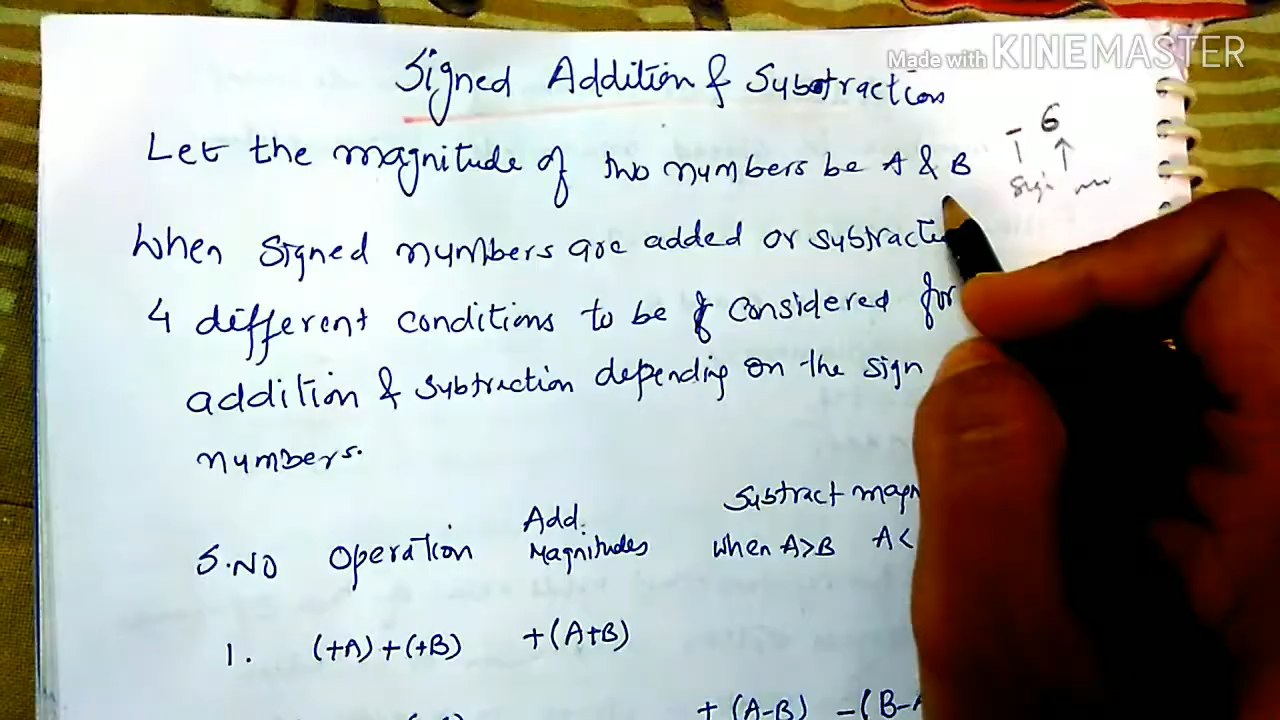 Made with KINEMASTER
Signed Addition & Subtraction
Let the magnitude of two numbers be A & B
- 6
When signed numbers are added or subtracte
4 different conditions to be considered for
addition & subtraction depending on the sign
numbers.
S.NO Operation Add. Magnitudes Subtract magn
when A>B A<
1. (+A)+(+B) +(A+B)
+(A-B) -(B-A